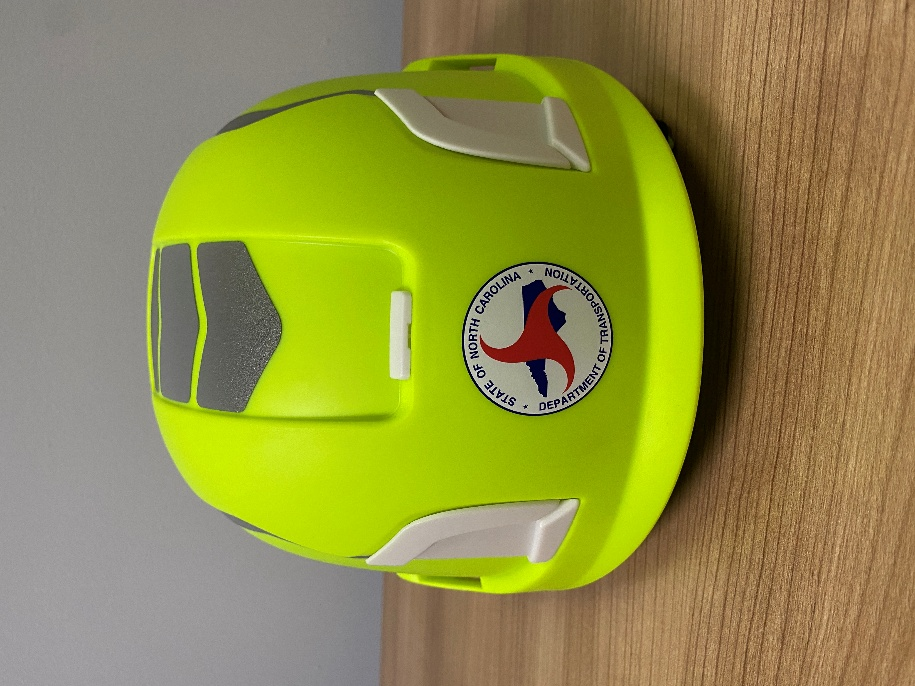 STATE OF NORTH CAROLINA
DEPARTMENT OF TRANSPORTATION